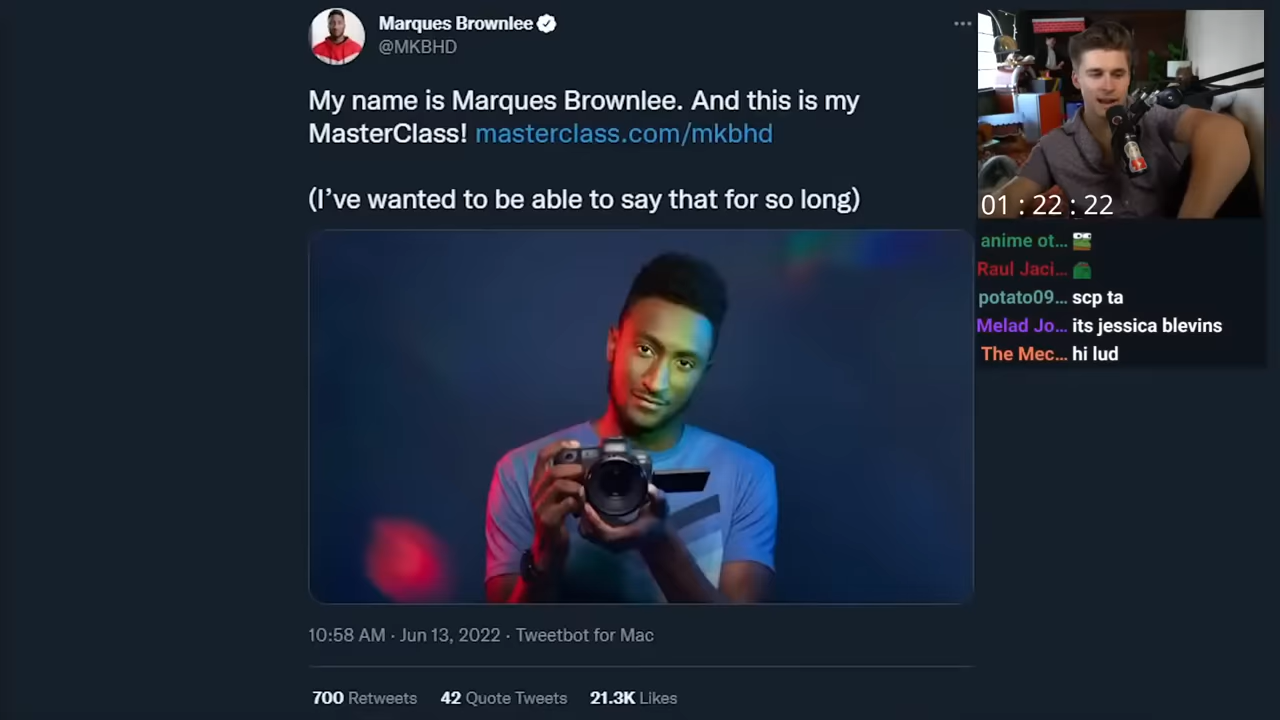 Marques Brownlee
@MKBHD
My name is Marques Brownlee. And this is my
MasterClass! masterclass.com/mkbhd
(I’ve wanted to be able to say that for so long)
10:58 AM · Jun 13, 2022 · Tweetbot for Mac
700 Retweets 42 Quote Tweets 21.3K Likes
01 : 22 : 22
anime ot...
Raul Jaci...
potato09... scp ta
Melad Jo... its jessica blevins
The Mec... hi lud